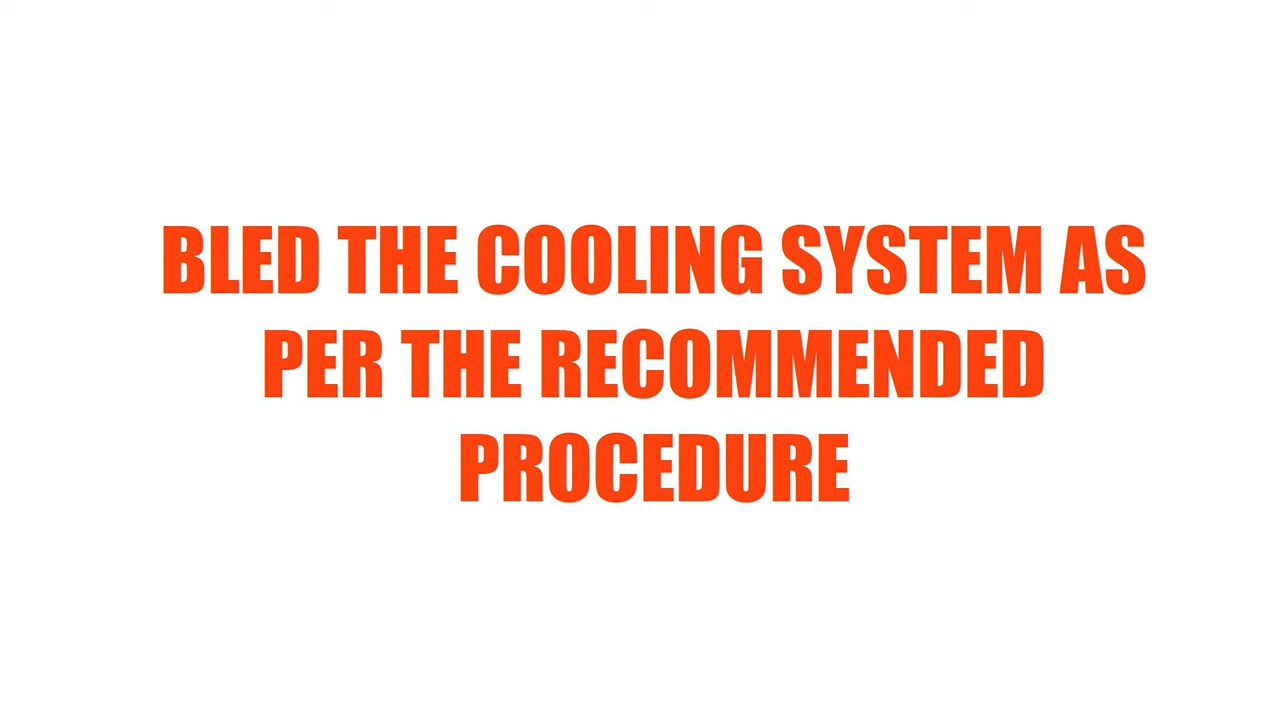 BLED THE COOLING SYSTEM AS
PER THE RECOMMENDED
PROCEDURE